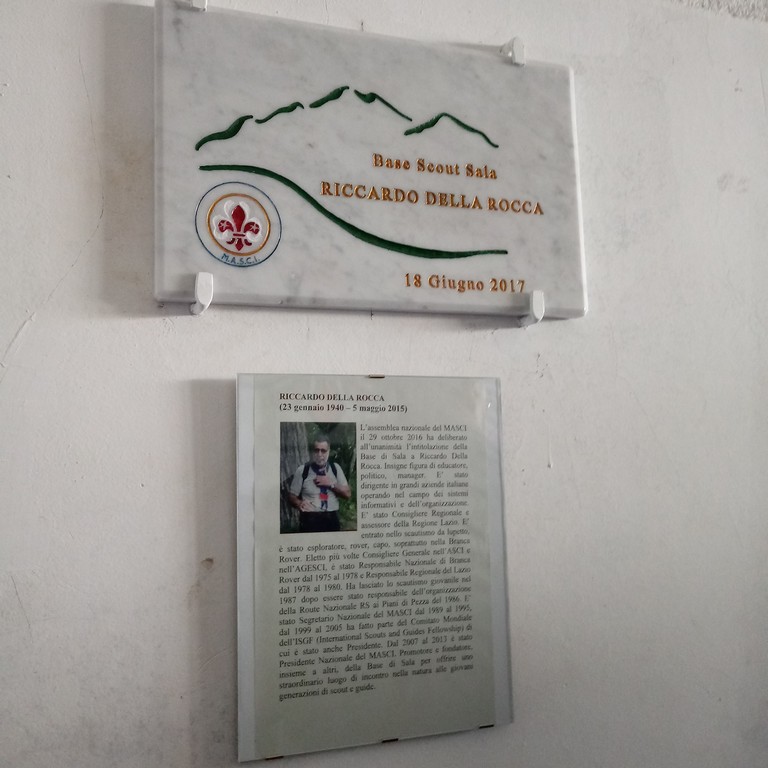 Base Scout Sala
RICCARDO DELLA ROCCA
M.A.S.C.I.
18 Giugno 2017
RICCARDO DELLA ROCCA
(23 gennaio 1940 – 5 maggio 2015)
L'assemblea nazionale del MASCI
il 29 ottobre 2016 ha deliberato
all'unanimità l'intitolazione della
Base di Sala a Riccardo Della
Rocca. Insigne figura di educatore,
politico, manager. E' stato
dirigente in grandi aziende italiane
operando nel campo dei sistemi
informativi e dell'organizzazione.
E' stato Consigliere Regionale e
assessore della Regione Lazio. E'
entrato nello scautismo da lupetto,
è stato esploratore, rover, capo, soprattutto nella Branca
Rover. Eletto più volte Consigliere Generale nell'ASCI e
nell'AGESCI, è stato Responsabile Nazionale di Branca
Rover dal 1975 al 1978 e Responsabile Regionale del Lazio
dal 1978 al 1980. Ha lasciato lo scautismo giovanile nel
1987 dopo essere stato responsabile dell'organizzazione
della Route Nazionale RS ai Piani di Pezza del 1986. E'
stato Segretario Nazionale del MASCI dal 1989 al 1995,
dal 1999 al 2005 ha fatto parte del Comitato Mondiale
dell'ISGF (International Scouts and Guides Fellowship) di
cui è stato anche Presidente. Dal 2007 al 2013 è stato
Presidente Nazionale del MASCI. Promotore e fondatore,
insieme a altri, della Base di Sala per offrire uno
straordinario luogo di incontro nella natura alle giovani
generazioni di scout e guide.